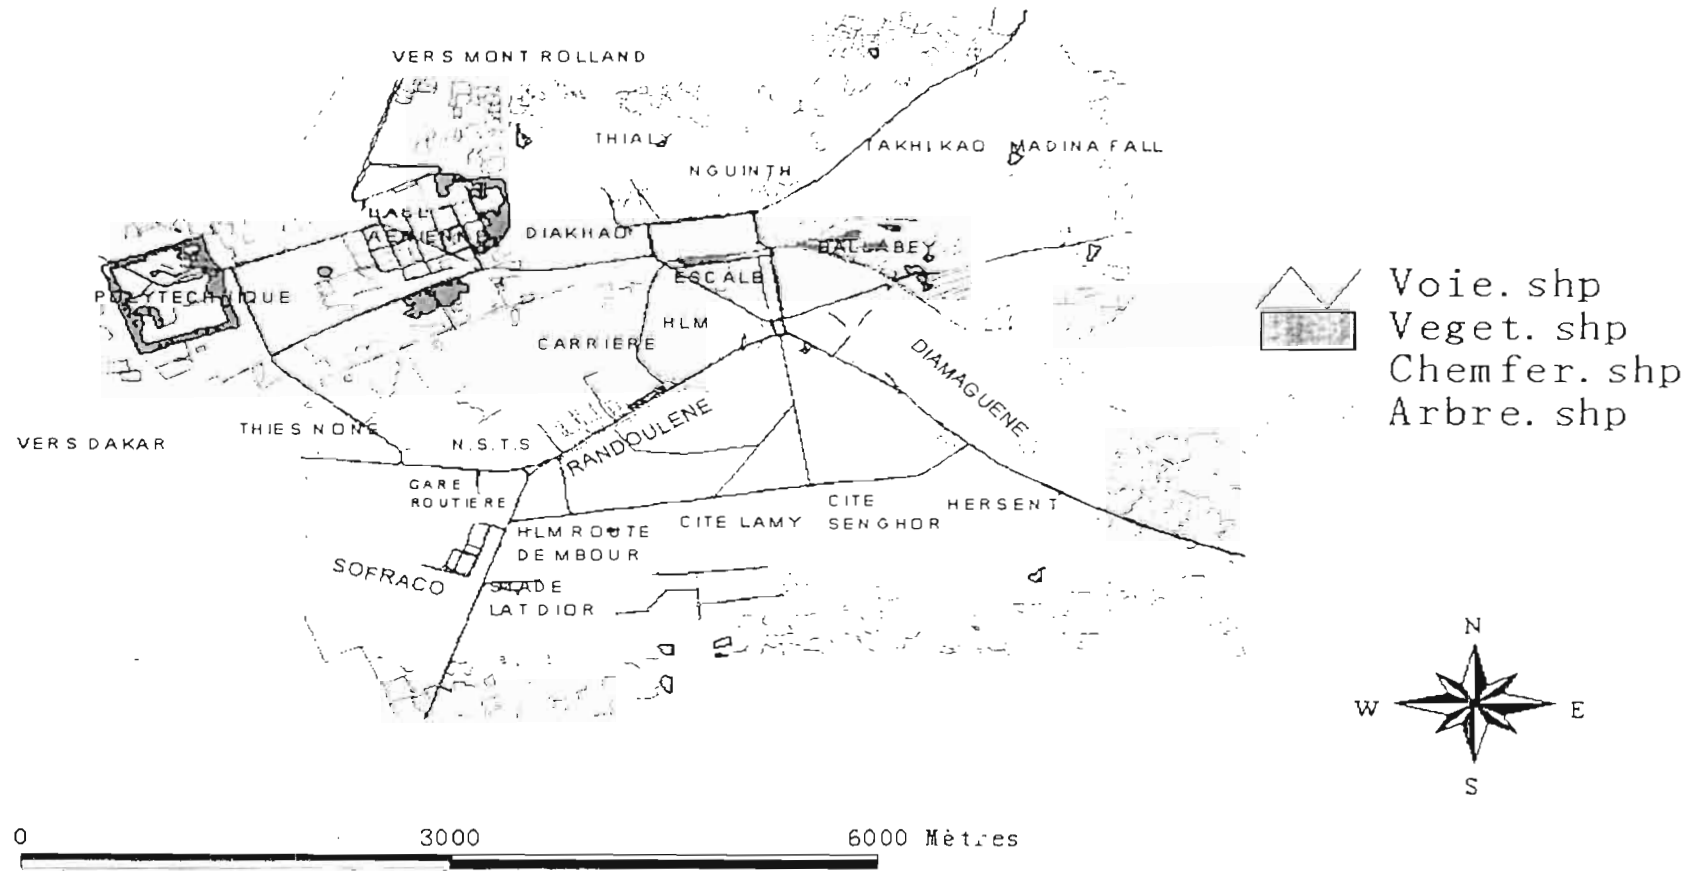 VERS MONT ROLLAND
THIALY
NGUINTH
TAKHIKAO MADINA FALL
DIAKHAO
BALLABEY
POLYTECHNIQUE
ESCALE
HLM
CARRIERE
DIAMAGUENE
RANDOULENE
VERS DAKAR
THIES NONE
N.S.T.S
GARE
ROUTIERE
HLM ROUTE
DE MBOUR
CITE LAMY
CITE
SENGHOR
HERSENT
SOFRACO
STADE
LAT DIOR
Voie.shp
Veget.shp
Chemfer.shp
Arbre.shp
N
W
E
S
0
3000
6000 Mètres